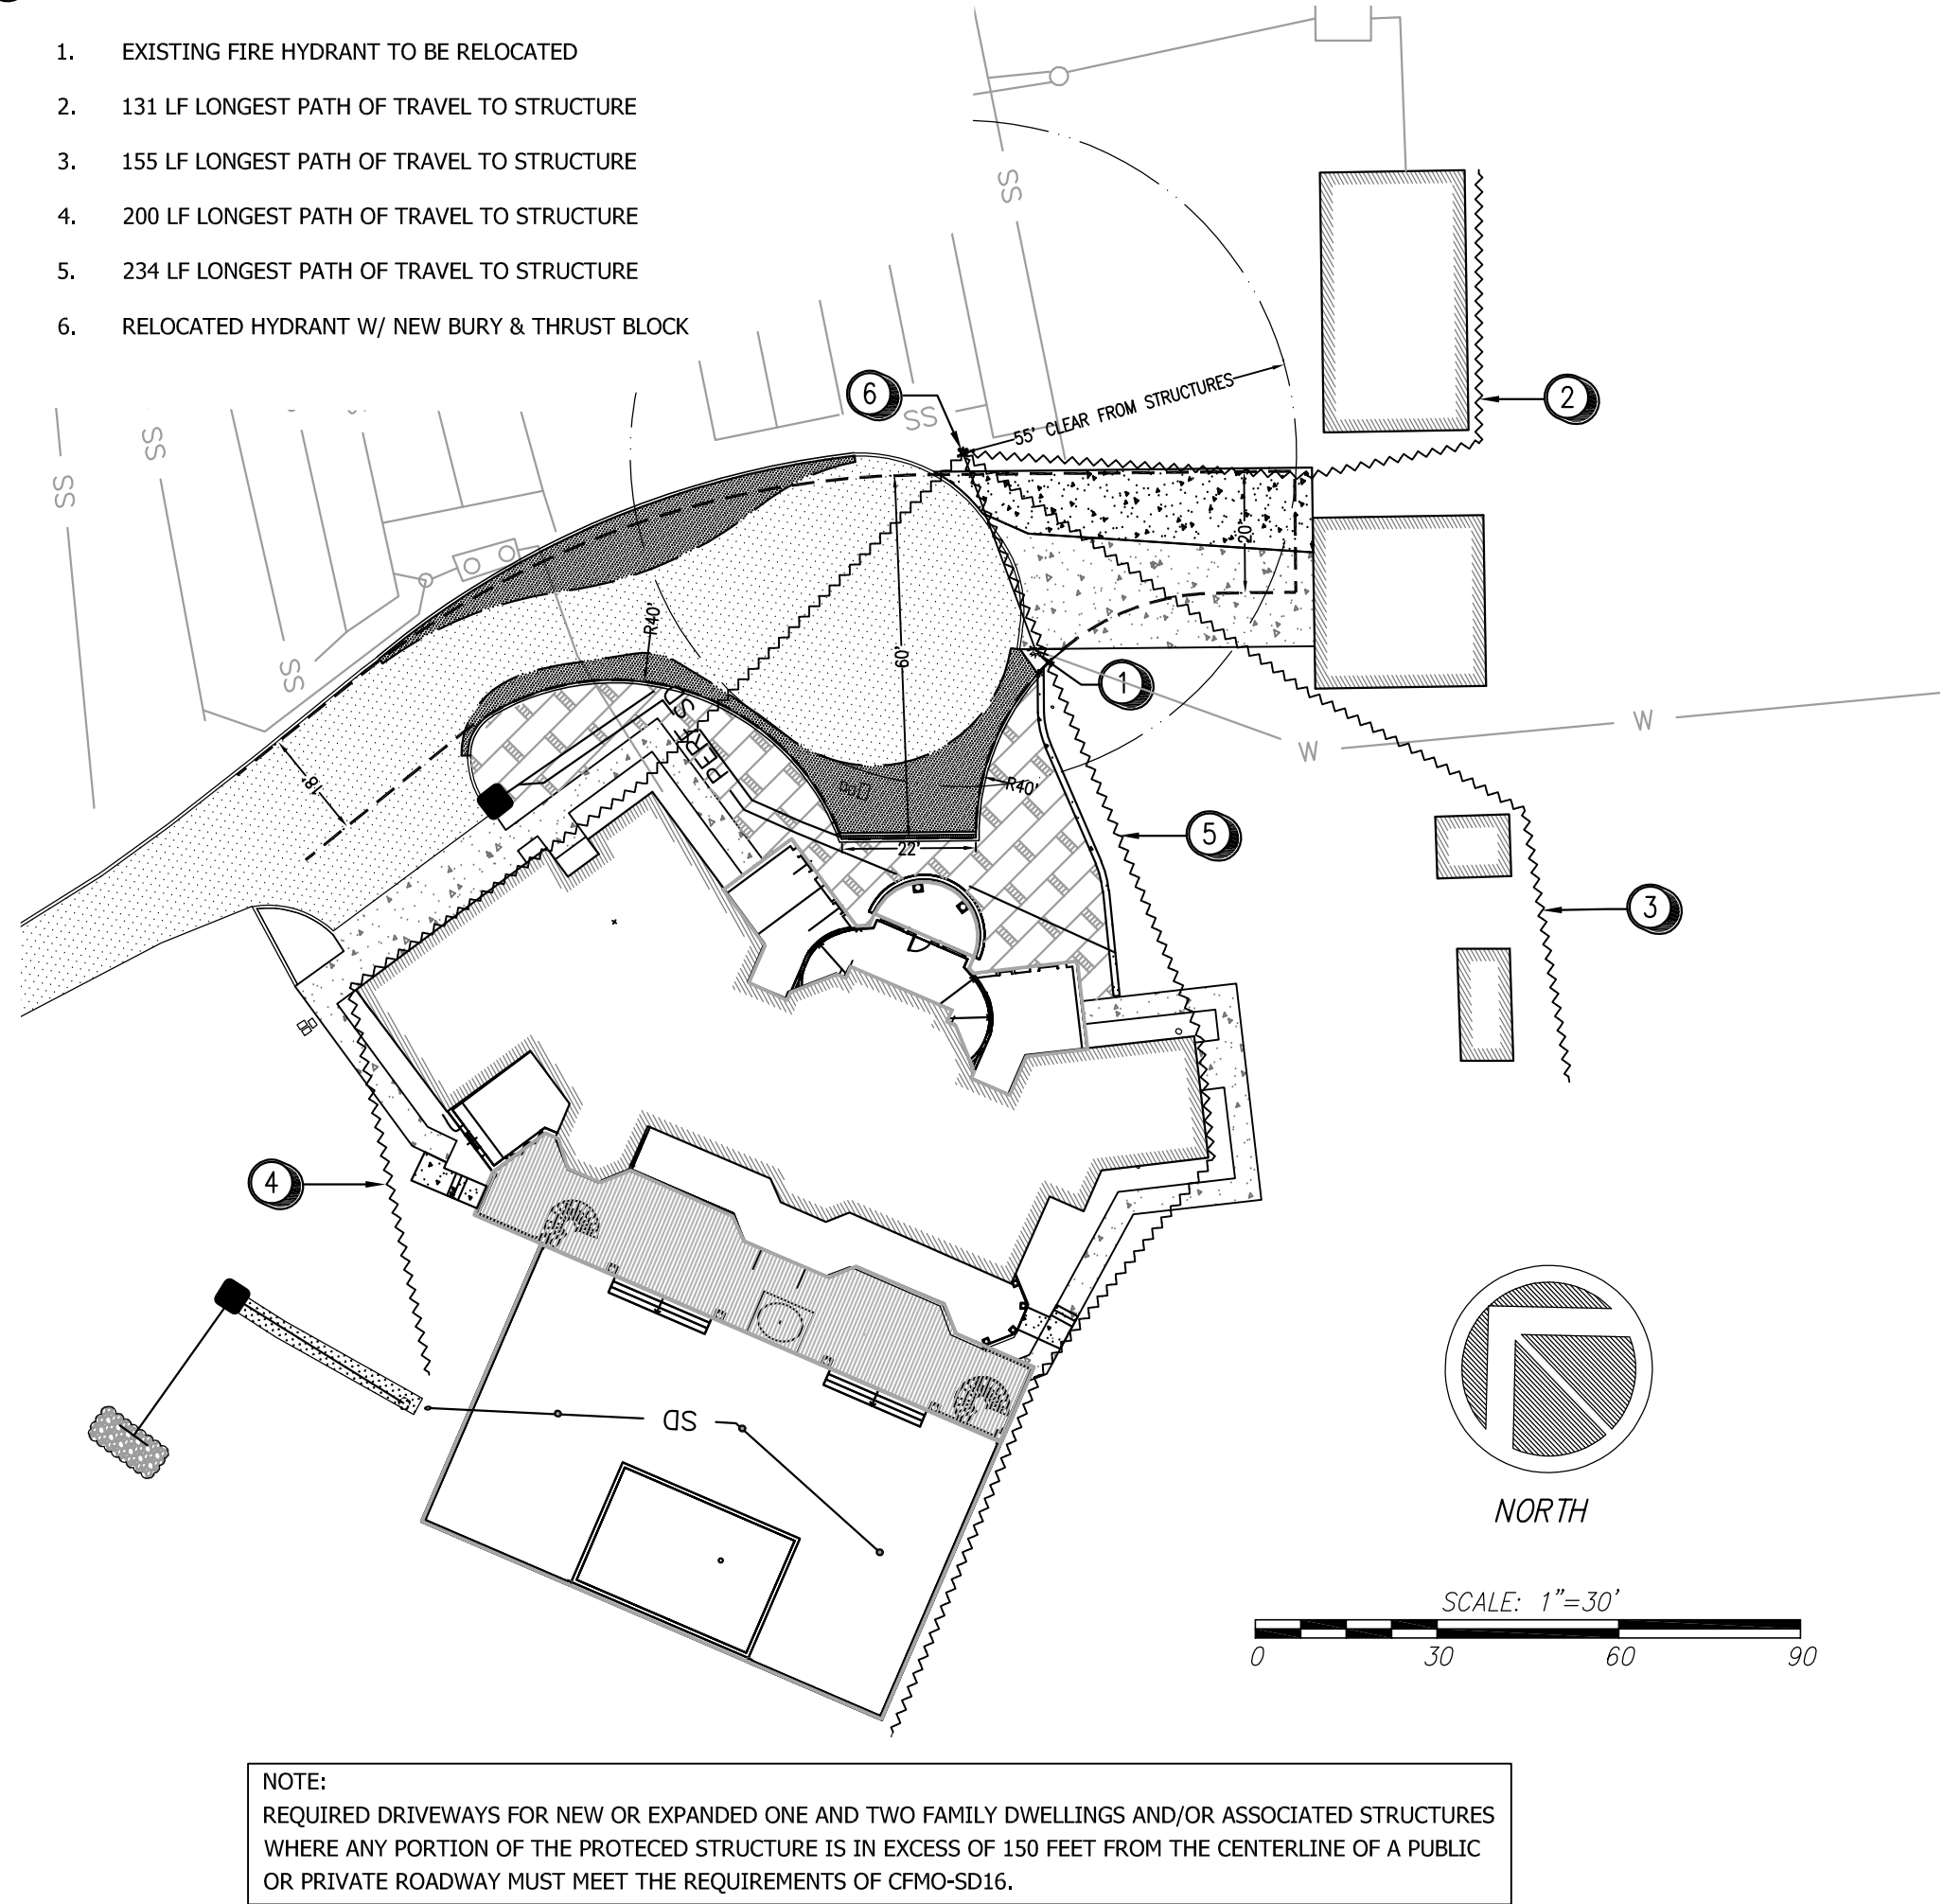 1. EXISTING FIRE HYDRANT TO BE RELOCATED
2. 131 LF LONGEST PATH OF TRAVEL TO STRUCTURE
3. 155 LF LONGEST PATH OF TRAVEL TO STRUCTURE
4. 200 LF LONGEST PATH OF TRAVEL TO STRUCTURE
5. 234 LF LONGEST PATH OF TRAVEL TO STRUCTURE
6. RELOCATED HYDRANT W/ NEW BURY & THRUST BLOCK
SS
6
2
55' CLEAR FROM STRUCTURES
SS
SS
SS
20'
R40'
60'
SS
1
SS
PERF
W
W
18'
R40'
22'
5
3
4
SD
NORTH
SCALE: 1"=30'
0 30 60 90
NOTE:
REQUIRED DRIVEWAYS FOR NEW OR EXPANDED ONE AND TWO FAMILY DWELLINGS AND/OR ASSOCIATED STRUCTURES
WHERE ANY PORTION OF THE PROTECED STRUCTURE IS IN EXCESS OF 150 FEET FROM THE CENTERLINE OF A PUBLIC
OR PRIVATE ROADWAY MUST MEET THE REQUIREMENTS OF CFMO-SD16.